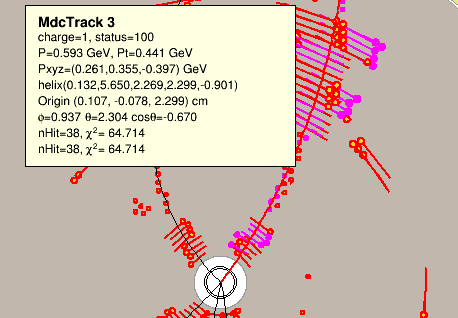 MdcTrack 3
charge=1, status=100
P=0.593 GeV, Pt=0.441 GeV
Pxyz=(0.261,0.355,-0.397) GeV
helix(0.132,5.650,2.269,2.299,-0.901)
Origin (0.107, -0.078, 2.299) cm
ϕ=0.937 θ=2.304 cosθ=-0.670
nHit=38, χ²= 64.714
nHit=38, χ²= 64.714